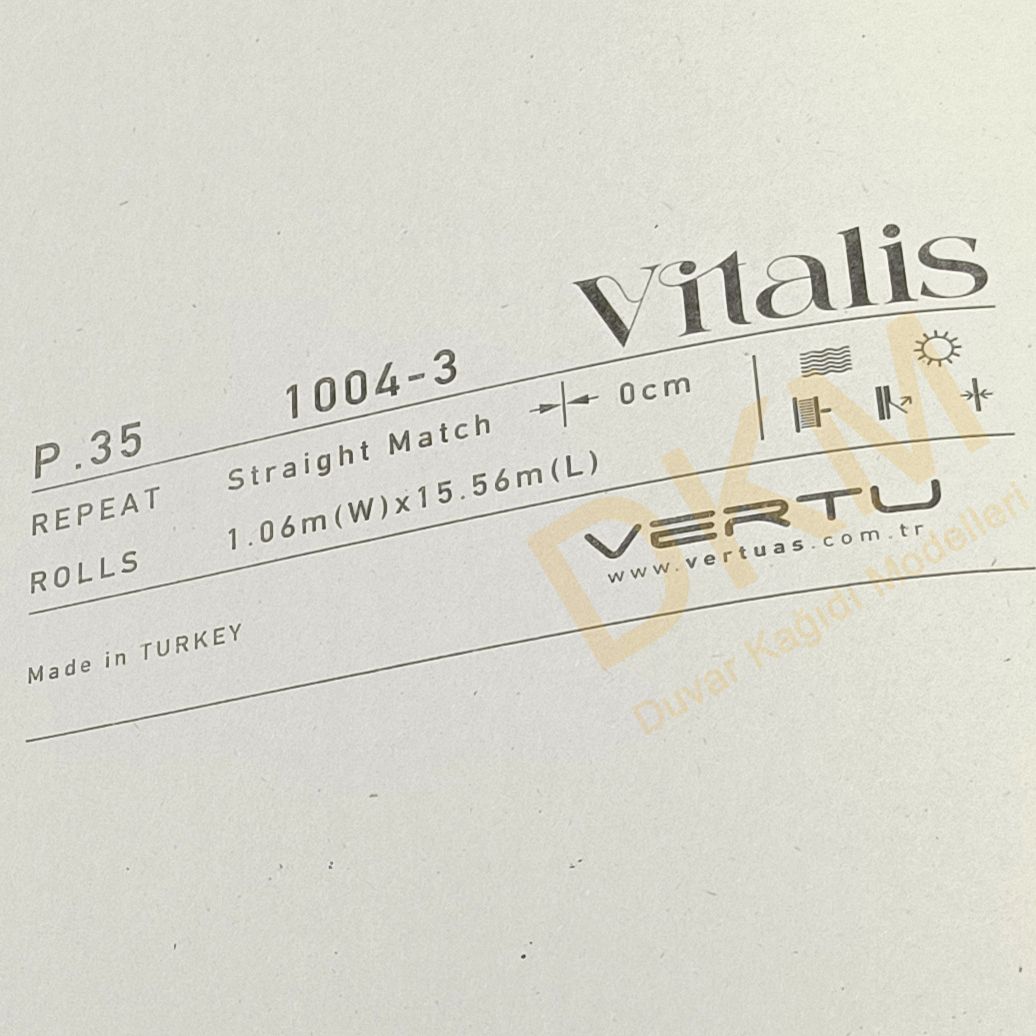 Vitalis
P.35 1004-3
REPEAT Straight Match 0cm
ROLLS 1.06m(W)x15.56m(L)
VERTU
www.vertuas.com.tr
Made in TURKEY
DKM
Duvar Kağıdı Modelleri